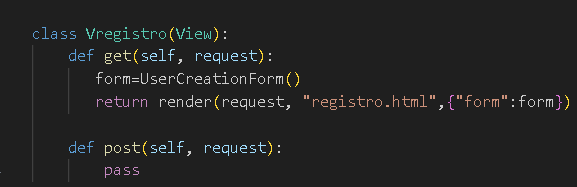 class Vregistro(View):
    def get(self, request):
        form=UserCreationForm()
        return render(request, "registro.html",{"form":form})
    def post(self, request):
        pass